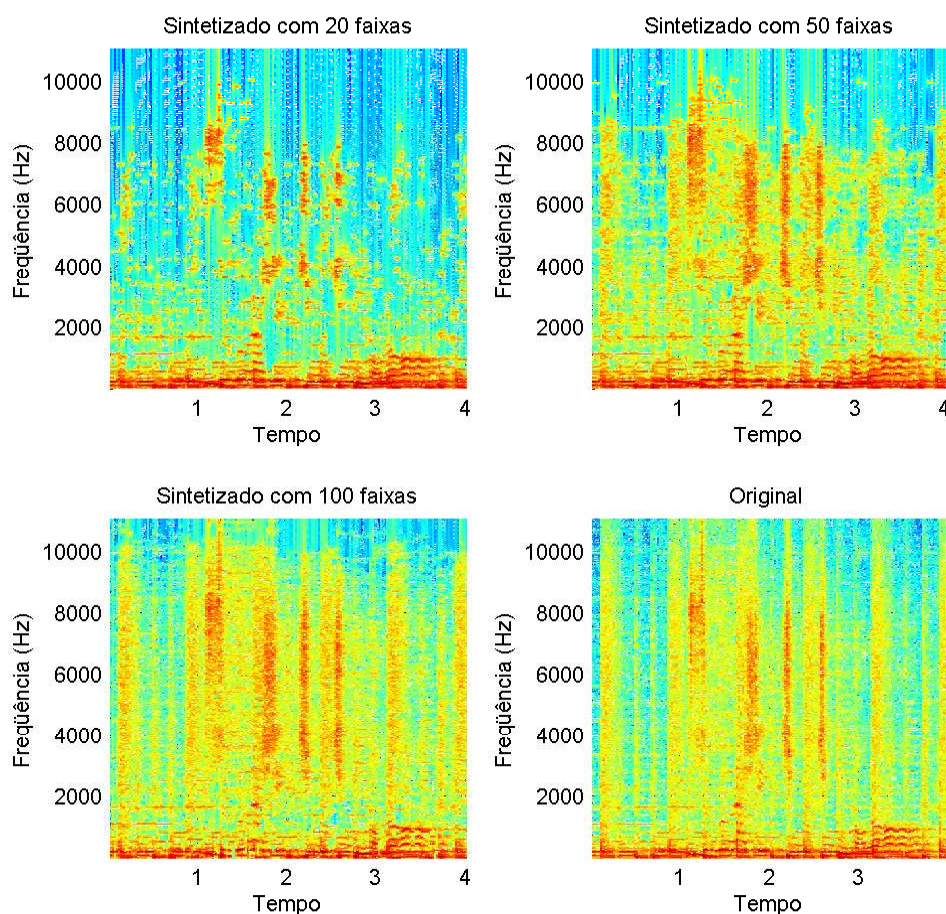 Sintetizado com 20 faixas
Freqüência (Hz)
10000
8000
6000
4000
2000
1 2 3 4
Tempo
Sintetizado com 50 faixas
Freqüência (Hz)
10000
8000
6000
4000
2000
1 2 3 4
Tempo
Sintetizado com 100 faixas
Freqüência (Hz)
10000
8000
6000
4000
2000
1 2 3 4
Tempo
Original
Freqüência (Hz)
10000
8000
6000
4000
2000
1 2 3
Tempo